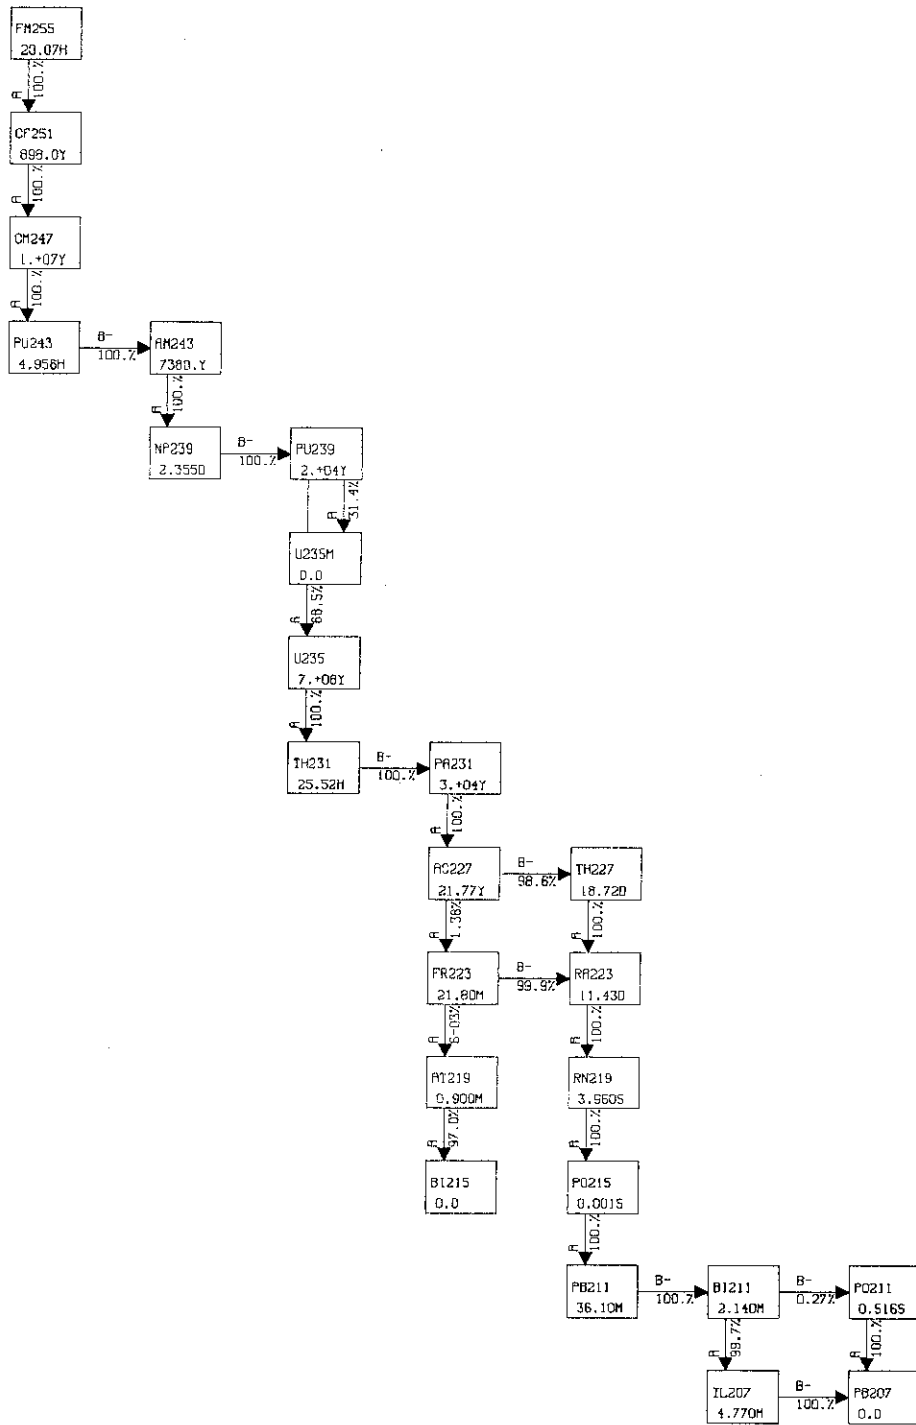 FM255
20.07H
A
100.%
CF251
898.0Y
A
100.%
CM247
1.+07Y
A
100.%
PU243
4.956H
B-
100.%
AM243
7380.Y
A
100.%
NP239
2.355D
B-
100.%
PU239
2.+04Y
A
31.4%
U235M
0.0
A
68.5%
U235
7.+08Y
A
100.%
TH231
25.52H
B-
100.%
PA231
3.+04Y
A
100.%
AC227
21.77Y
B-
98.6%
TH227
18.72D
A
1.38%
A
100.%
FR223
21.80M
B-
99.9%
RA223
11.43D
A
6-03%
A
100.%
AT219
0.900M
RN219
3.960S
A
97.0%
A
100.%
BI215
0.0
PO215
0.001S
A
100.%
PB211
36.10M
B-
100.%
BI211
2.140M
B-
0.27%
PO211
0.516S
A
99.7%
A
100.%
TL207
4.770M
B-
100.%
PB207
0.0